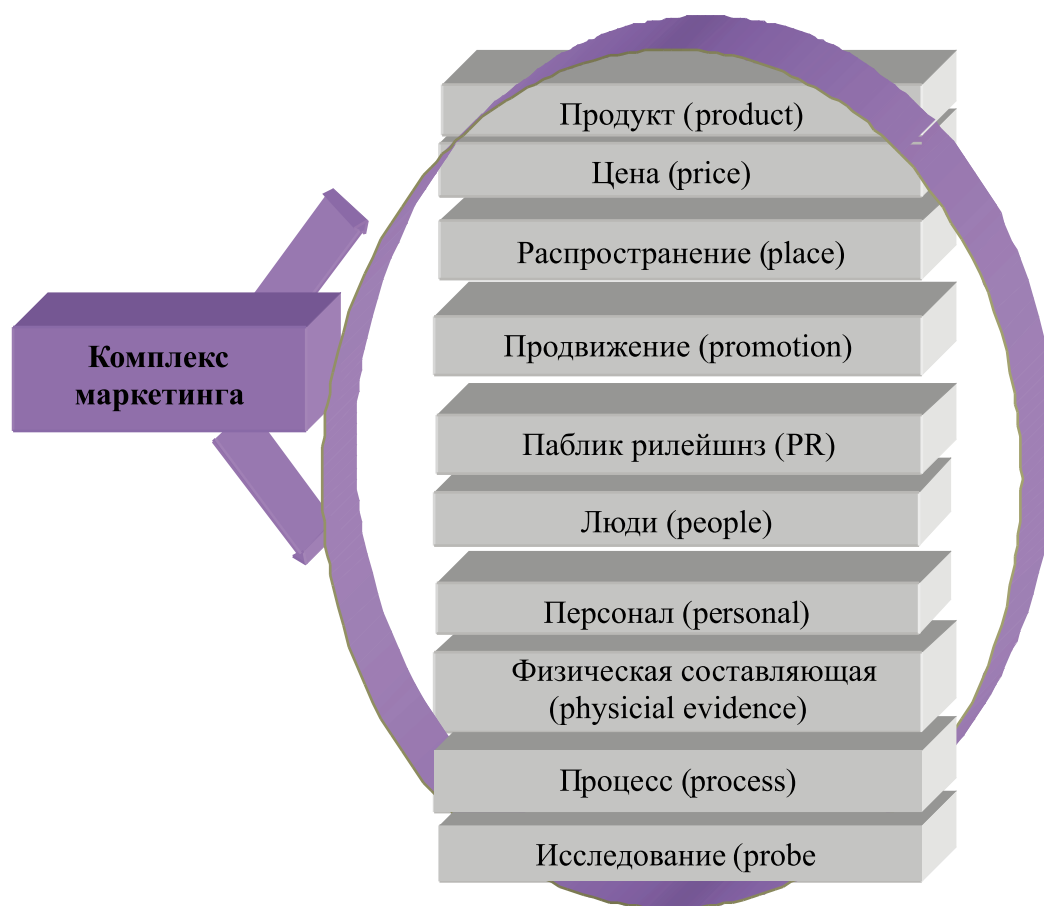 Продукт (product)
Цена (price)
Распространение (place)
Продвижение (promotion)
Комплекс
маркетинга
Паблик рилейшнз (PR)
Люди (people)
Персонал (personal)
Физическая составляющая
(physicial evidence)
Процесс (process)
Исследование (probe